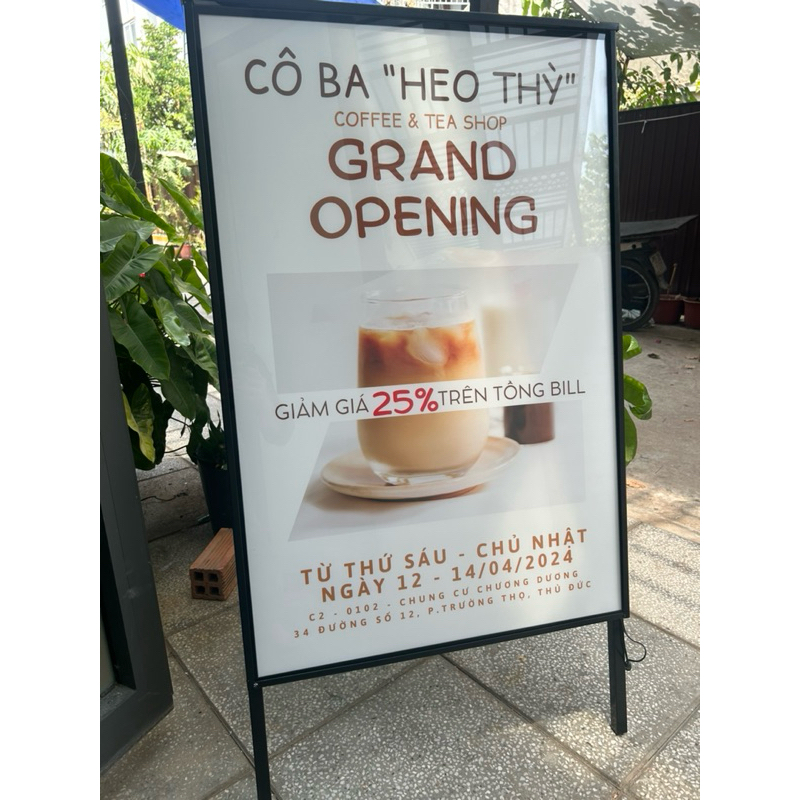 CÔ BA "HEO THỲ"
COFFEE & TEA SHOP
GRAND
OPENING
GIẢM GIÁ 25% TRÊN TỔNG BILL
TỪ THỨ SÁU - CHỦ NHẬT
NGÀY 12 - 14/04/2024
C2 - 0102 - CHUNG CƯ CHƯƠNG DƯƠNG
34 ĐƯỜNG SỐ 12, P.TRƯỜNG THỌ, THỦ ĐỨC